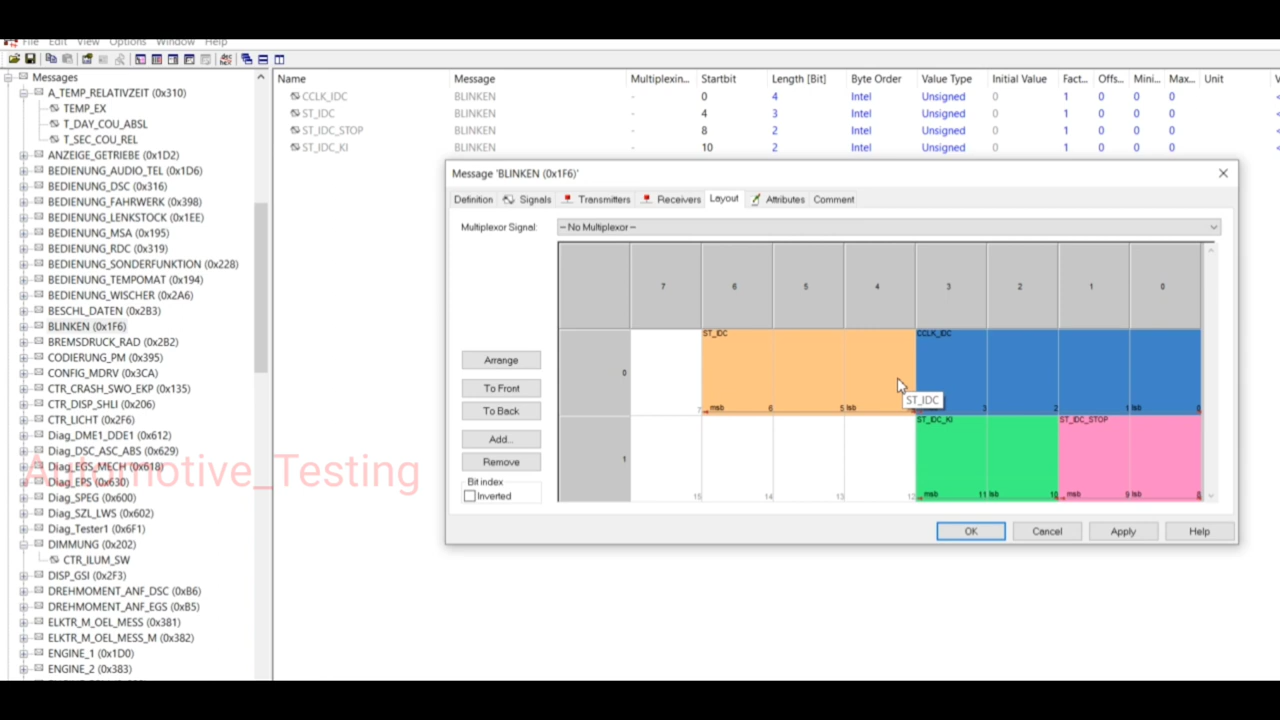 File Edit View Options Window Help
Messages
A_TEMP_RELATIVZEIT (0x310)
TEMP_EX
T_DAY_COU_ABSL
T_SEC_COU_REL
ANZEIGE_GETRIEBE (0x1D2)
BEDIENUNG_AUDIO_TEL (0x1D6)
BEDIENUNG_DSC (0x316)
BEDIENUNG_FAHRWERK (0x398)
BEDIENUNG_LENKSTOCK (0x1EE)
BEDIENUNG_MSA (0x195)
BEDIENUNG_RDC (0x319)
BEDIENUNG_SONDERFUNKTION (0x228)
BEDIENUNG_TEMPOMAT (0x194)
BEDIENUNG_WISCHER (0x2A6)
BESCHL_DATEN (0x2B3)
BLINKEN (0x1F6)
BREMSDRUCK_RAD (0x2B2)
CODIERUNG_PM (0x395)
CONFIG_MDRV (0x3CA)
CTR_CRASH_SWO_EKP (0x135)
CTR_DISP_SHLI (0x206)
CTR_LICHT (0x2F6)
Diag_DME1_DDE1 (0x612)
Diag_DSC_ASC_ABS (0x629)
Diag_EGS_MECH (0x618)
Diag_EPS (0x630)
Diag_SPEG (0x600)
Diag_SZL_LWS (0x602)
Diag_Tester1 (0x6F1)
DIMMUNG (0x202)
CTR_ILUM_SW
DISP_GSI (0x2F3)
DREHMOMENT_ANF_DSC (0xB6)
DREHMOMENT_ANF_EGS (0xB5)
ELKTR_M_OEL_MESS (0x381)
ELKTR_M_OEL_MESS_M (0x382)
ENGINE_1 (0x1D0)
ENGINE_2 (0x383)
Automotive_Testing
Name Message Multiplexin... Startbit Length [Bit] Byte Order Value Type Initial Value Fact... Offs... Mini... Max... Unit
CCLK_IDC BLINKEN - 0 4 Intel Unsigned 0 1 0 0 0
ST_IDC BLINKEN - 4 3 Intel Unsigned 0 1 0 0 0
ST_IDC_STOP BLINKEN - 8 2 Intel Unsigned 0 1 0 0 0
ST_IDC_KI BLINKEN - 10 2 Intel Unsigned 0 1 0 0 0
Message 'BLINKEN (0x1F6)'
Definition Signals Transmitters Receivers Layout Attributes Comment
Multiplexor Signal: -- No Multiplexor --
7 6 5 4 3 2 1 0
ST_IDC CCLK_IDC
0
ST_IDC
7 msb 6 5 lsb 3 2 1 lsb
ST_IDC_KI ST_IDC_STOP
1
15 14 13 12 msb 11 lsb 10 msb 9 lsb 8
Arrange
To Front
To Back
Add...
Remove
Bit index
Inverted
OK Cancel Apply Help